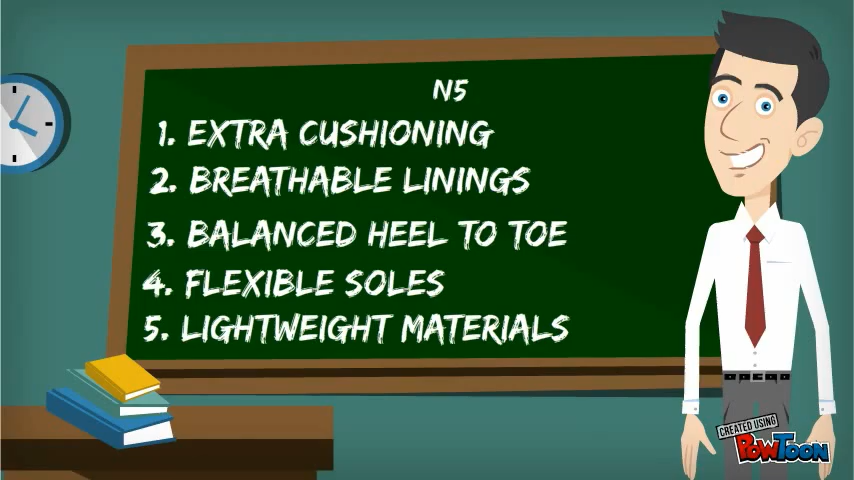 N5
1. EXTRA CUSHIONING
2. BREATHABLE LININGS
3. BALANCED HEEL TO TOE
4. FLEXIBLE SOLES
5. LIGHTWEIGHT MATERIALS
CREATED USING
POWTOON